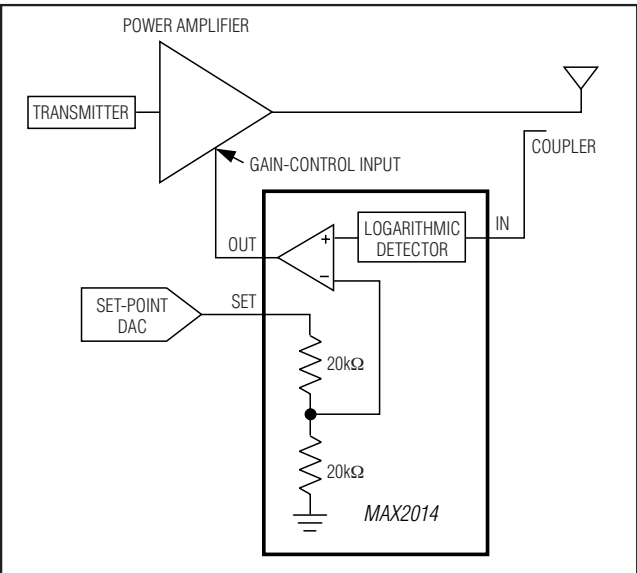 POWER AMPLIFIER
TRANSMITTER
COUPLER
GAIN-CONTROL INPUT
LOGARITHMIC
DETECTOR
IN
OUT
+
−
SET-POINT
DAC
SET
20kΩ
20kΩ
MAX2014